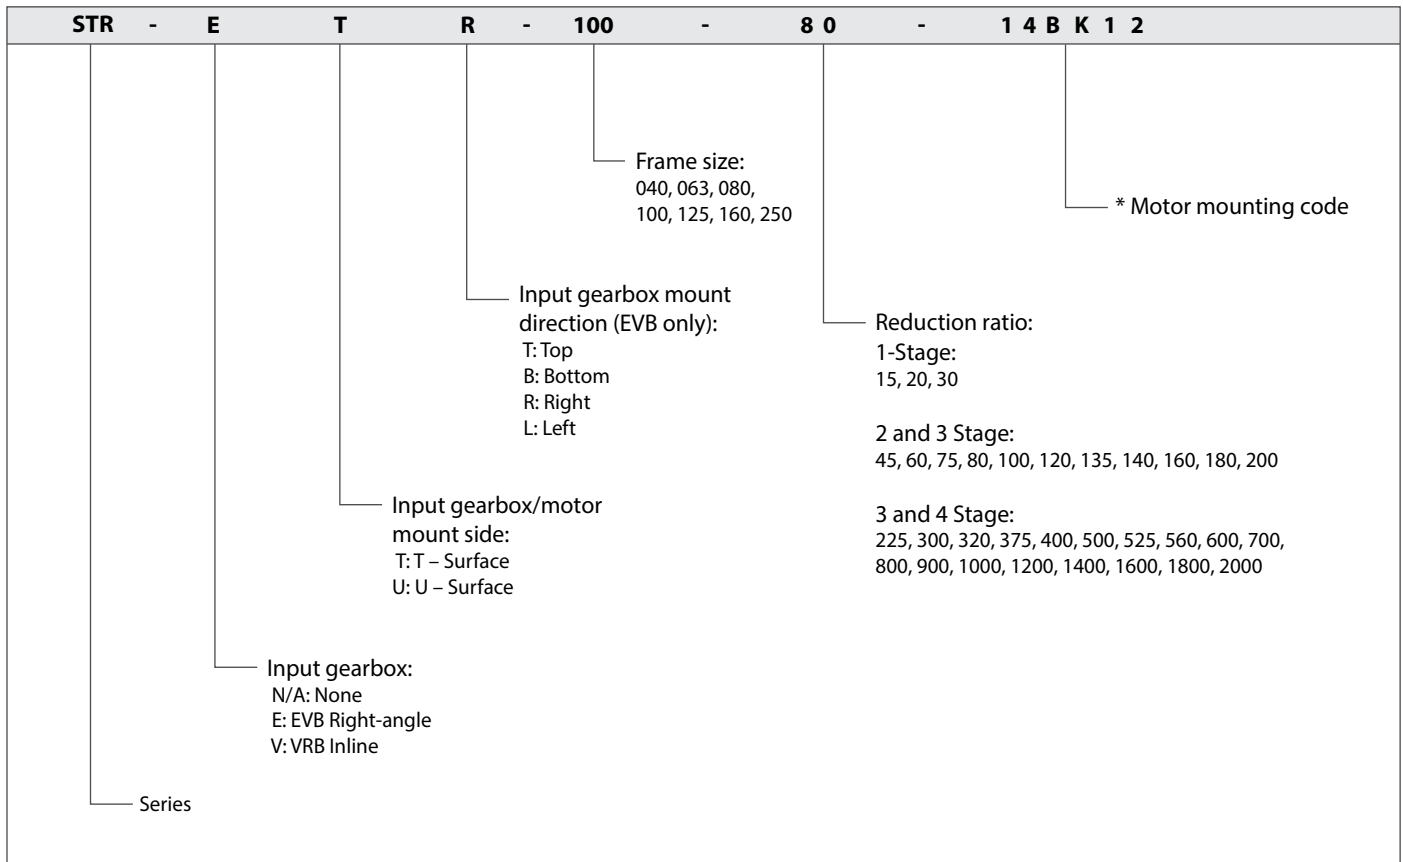 STR - E T R - 100 - 8 0 - 1 4 B K 1 2
Frame size:
040, 063, 080,
100, 125, 160, 250
* Motor mounting code
Input gearbox mount
direction (EVB only):
T: Top
B: Bottom
R: Right
L: Left
Reduction ratio:
1-Stage:
15, 20, 30
2 and 3 Stage:
45, 60, 75, 80, 100, 120, 135, 140, 160, 180, 200
3 and 4 Stage:
225, 300, 320, 375, 400, 500, 525, 560, 600, 700,
800, 900, 1000, 1200, 1400, 1600, 1800, 2000
Input gearbox/motor
mount side:
T: T – Surface
U: U – Surface
Input gearbox:
N/A: None
E: EVB Right-angle
V: VRB Inline
Series